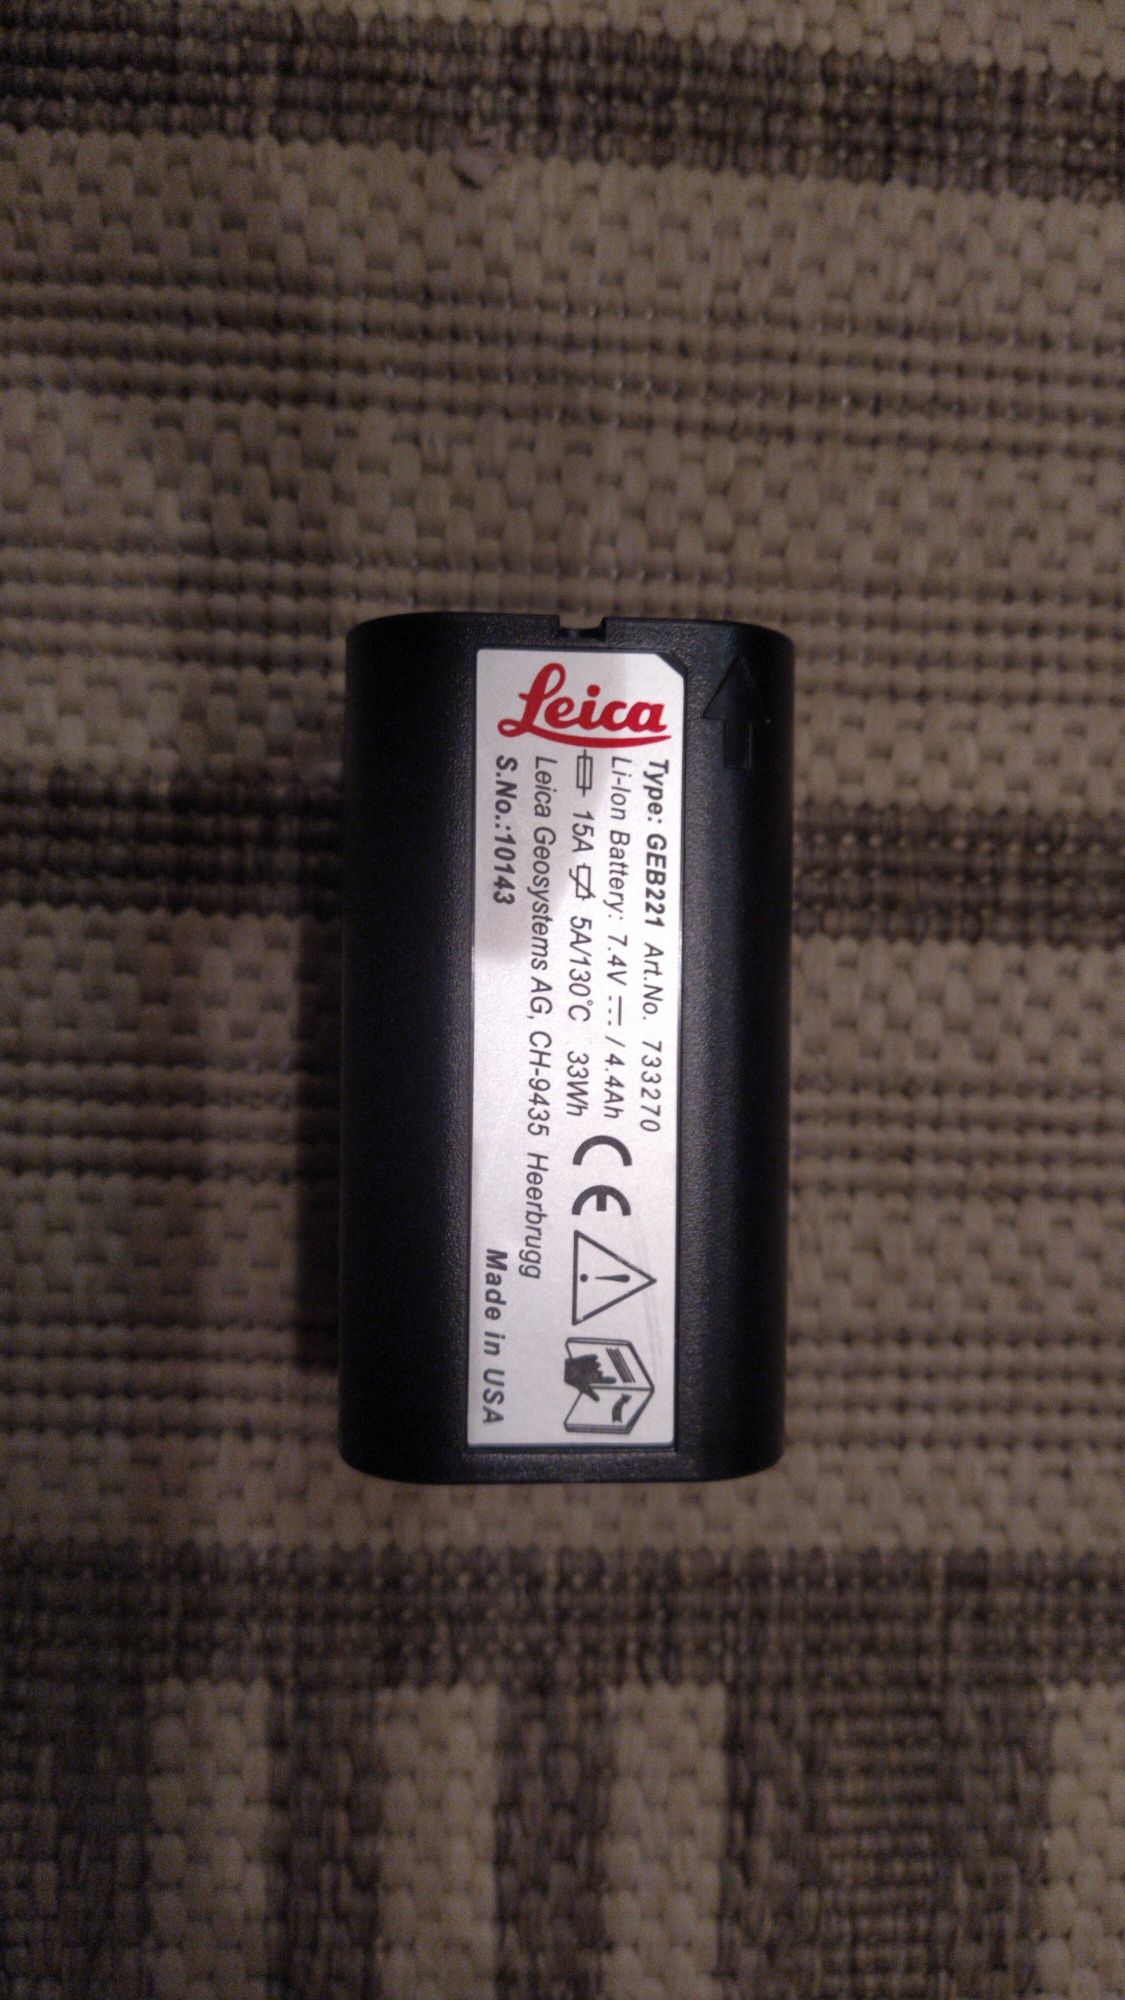 Leica
Type: GEB221 Art.No. 733270
Li-Ion Battery: 7.4V / 4.4Ah
15A 5A/130°C 33Wh CE
Leica Geosystems AG, CH-9435 Heerbrugg
S.No.:10143 Made in USA